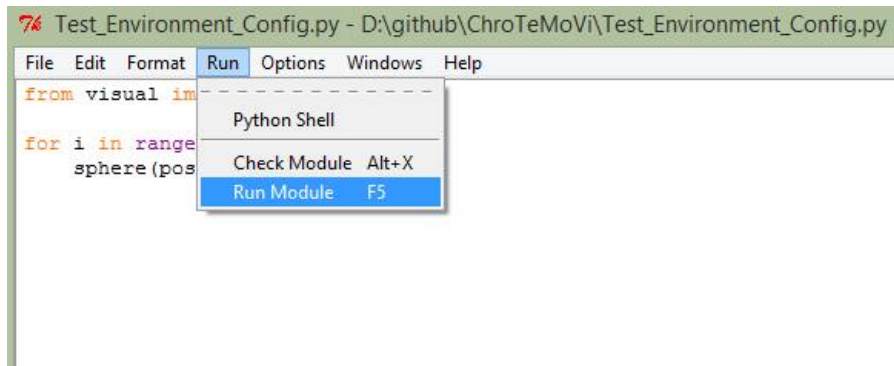 Test_Environment_Config.py - D:\github\ChroTeMoVi\Test_Environment_Config.py
File Edit Format Run Options Windows Help
from visual im
Python Shell
for i in range
Check Module Alt+X
sphere(pos
Run Module F5